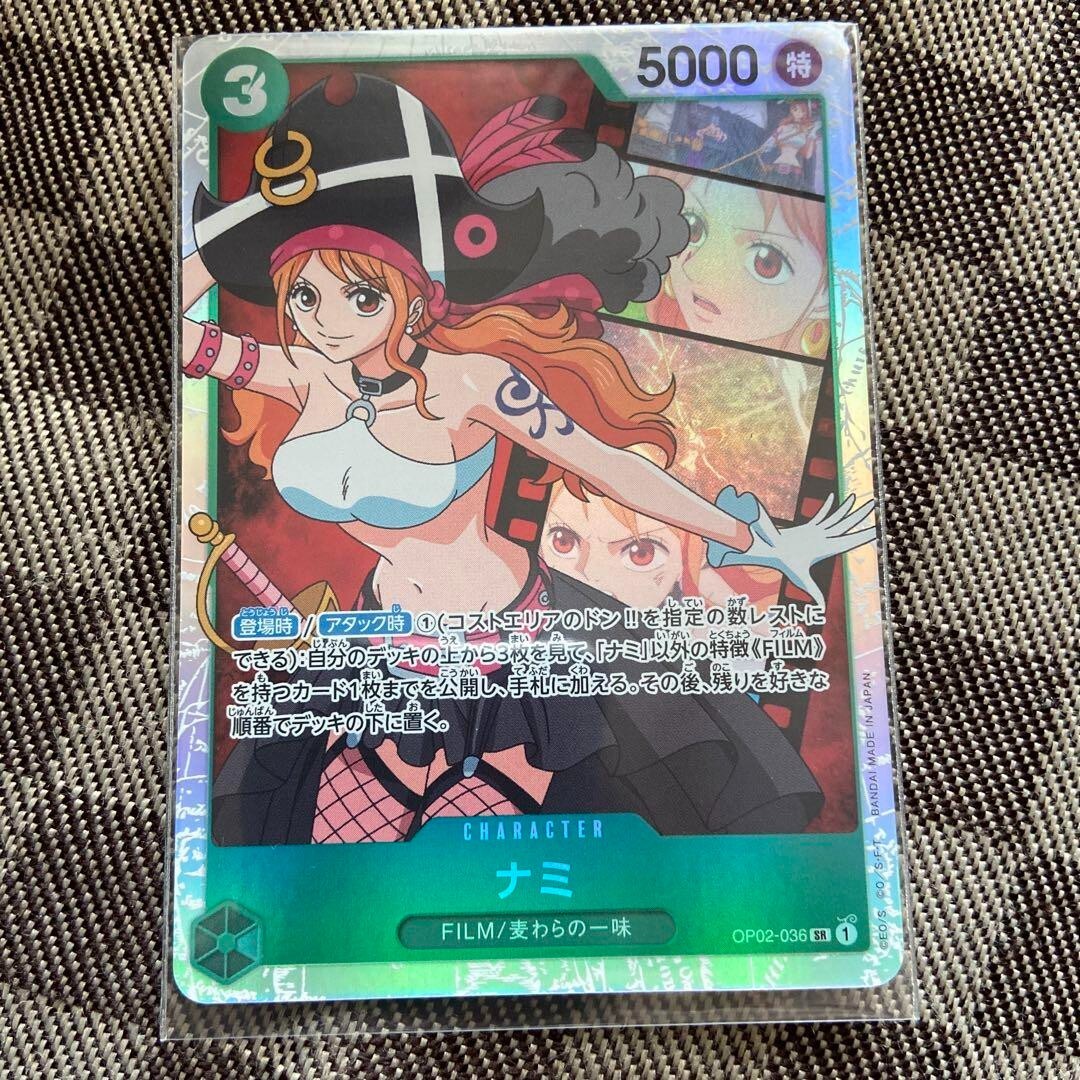 3
5000 特
登場時 / アタック時 ①(コストエリアのドン!!を指定の数レストに
できる):自分のデッキの上から3枚を見て、「ナミ」以外の特徴《FILM》
を持つカード1枚までを公開し、手札に加える。その後、残りを好きな
順番でデッキの下に置く。
CHARACTER
ナミ
FILM/麦わらの一味
OP02-036 SR 1
©EO/S. ©O/S・F・T BANDAI MADE IN JAPAN